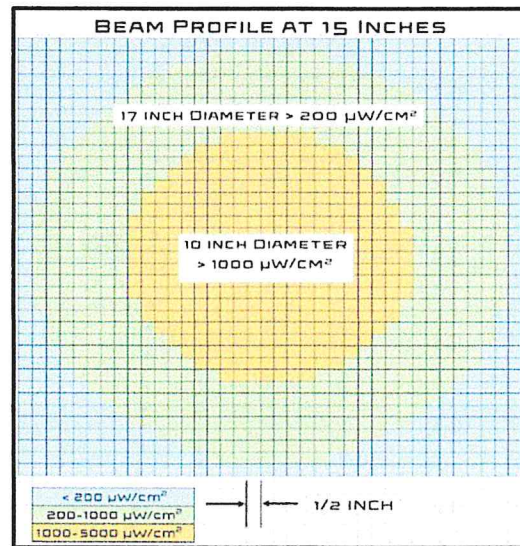 BEAM PROFILE AT 15 INCHES
17 INCH DIAMETER > 200 µW/CM²
10 INCH DIAMETER
> 1000 µW/CM²
< 200 µW/cm²
200-1000 µW/cm²
1000-5000 µW/cm²
1/2 INCH